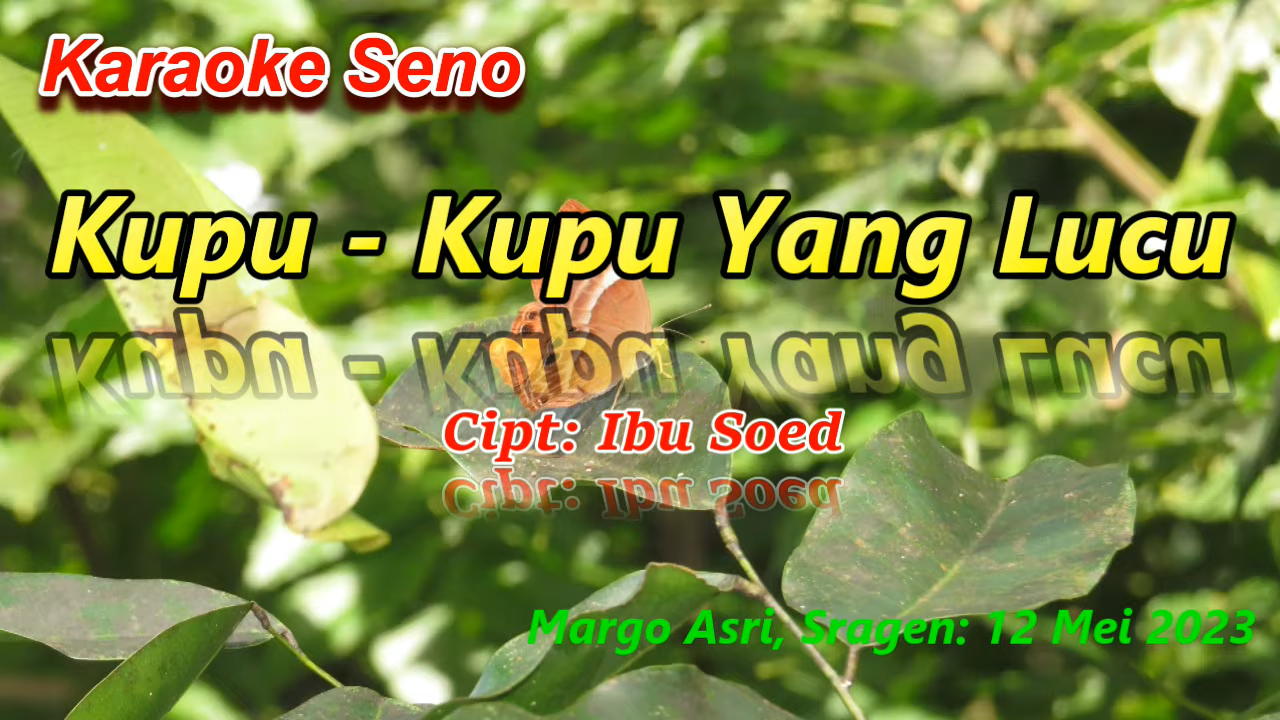 Karaoke Seno
Kupu - Kupu Yang Lucu
Cipt: Ibu Soed
Margo Asri, Sragen: 12 Mei 2023